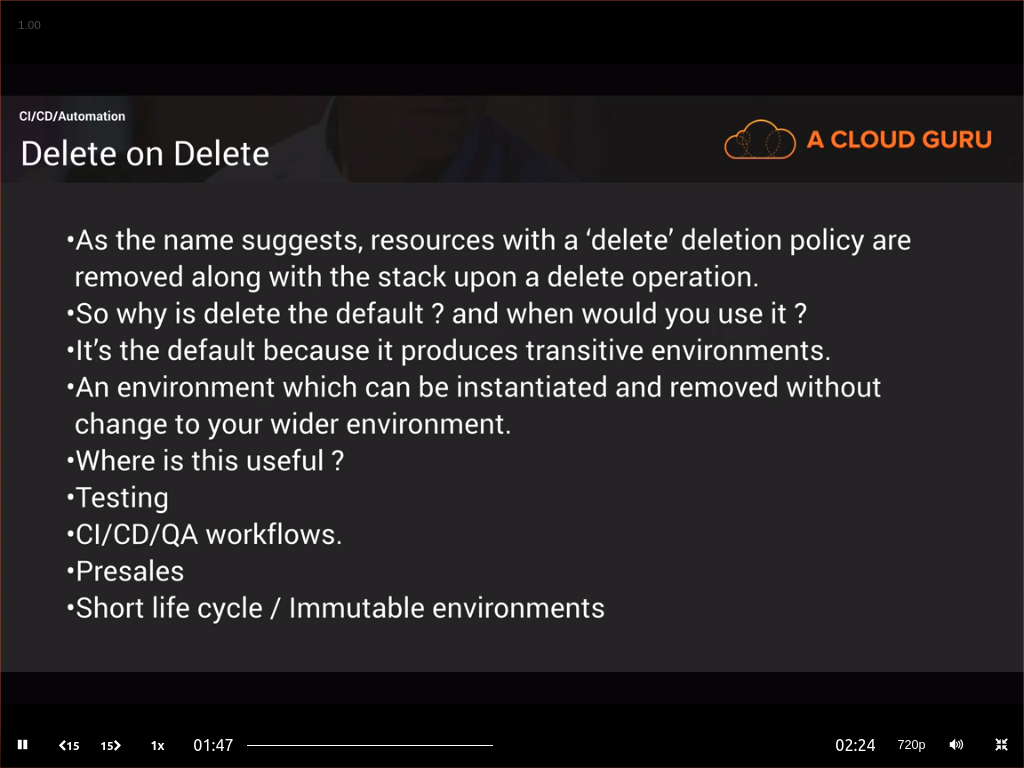 1.00
CI/CD/Automation
Delete on Delete
A CLOUD GURU
•As the name suggests, resources with a ‘delete’ deletion policy are
removed along with the stack upon a delete operation.
•So why is delete the default ? and when would you use it ?
•It’s the default because it produces transitive environments.
•An environment which can be instantiated and removed without
change to your wider environment.
•Where is this useful ?
•Testing
•CI/CD/QA workflows.
•Presales
•Short life cycle / Immutable environments
15 15 1x 01:47 02:24 720p